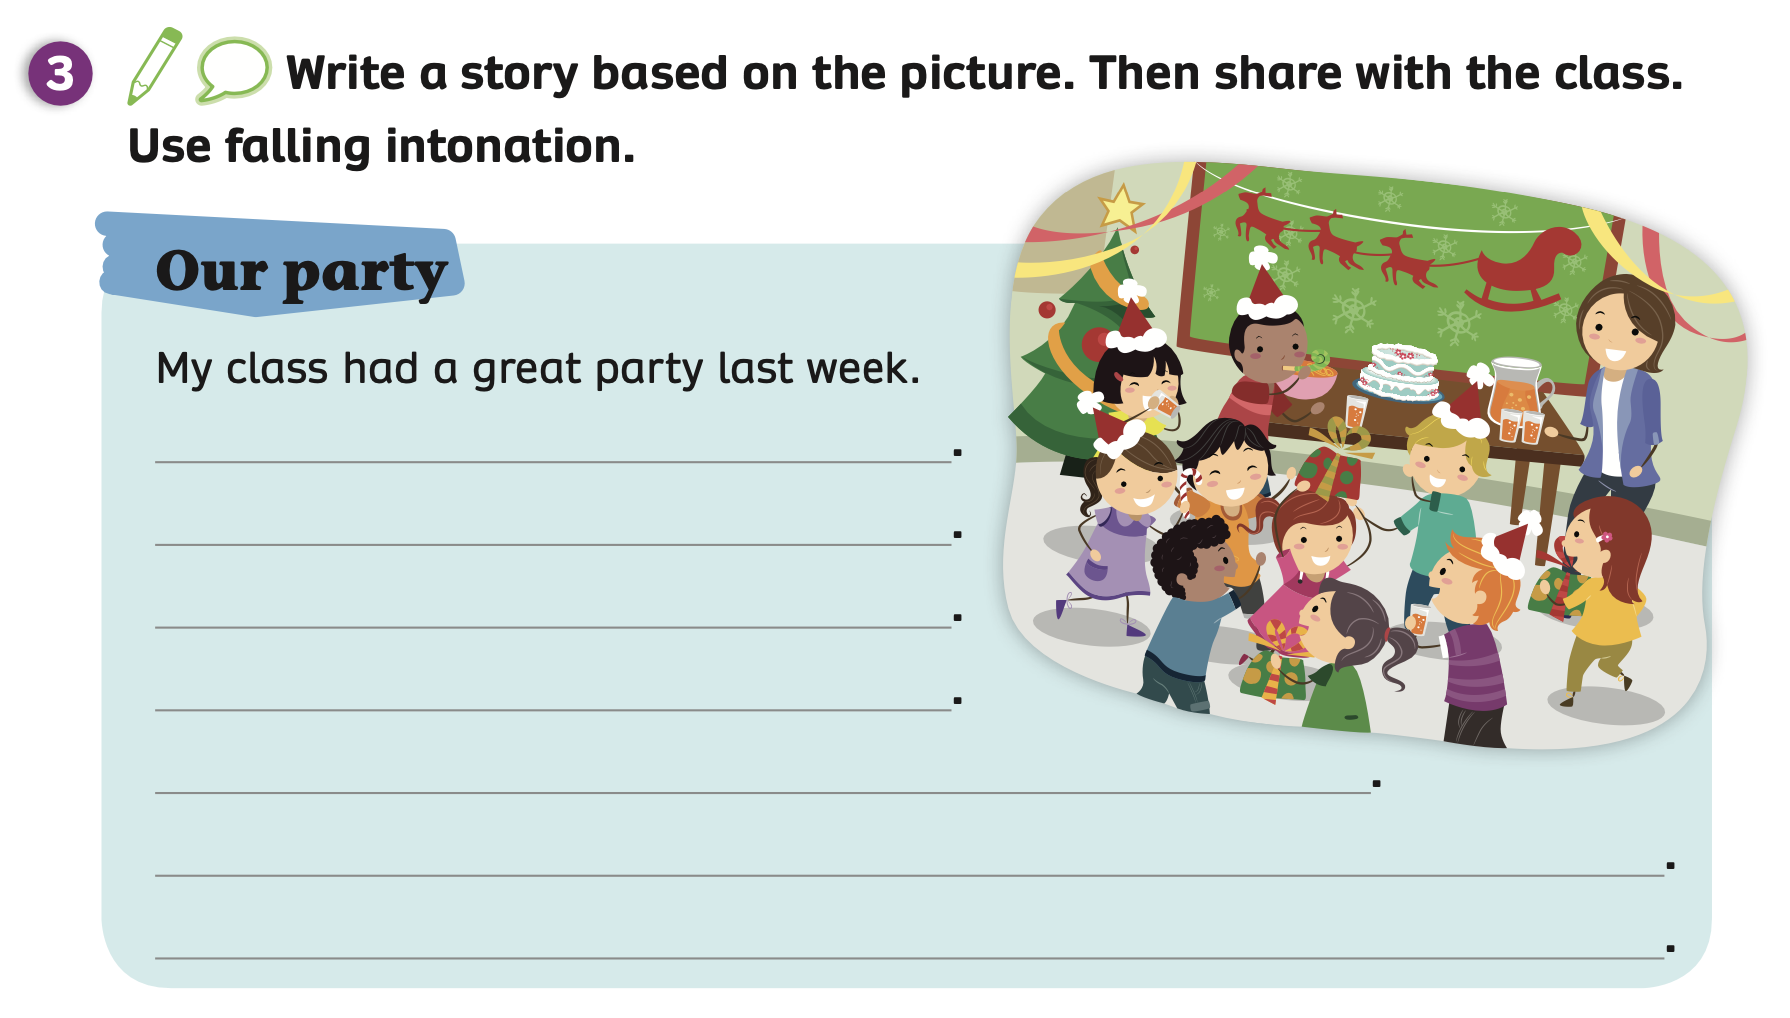 3 Write a story based on the picture. Then share with the class.
Use falling intonation.
Our party
My class had a great party last week.
.
.
.
.
.
.
.